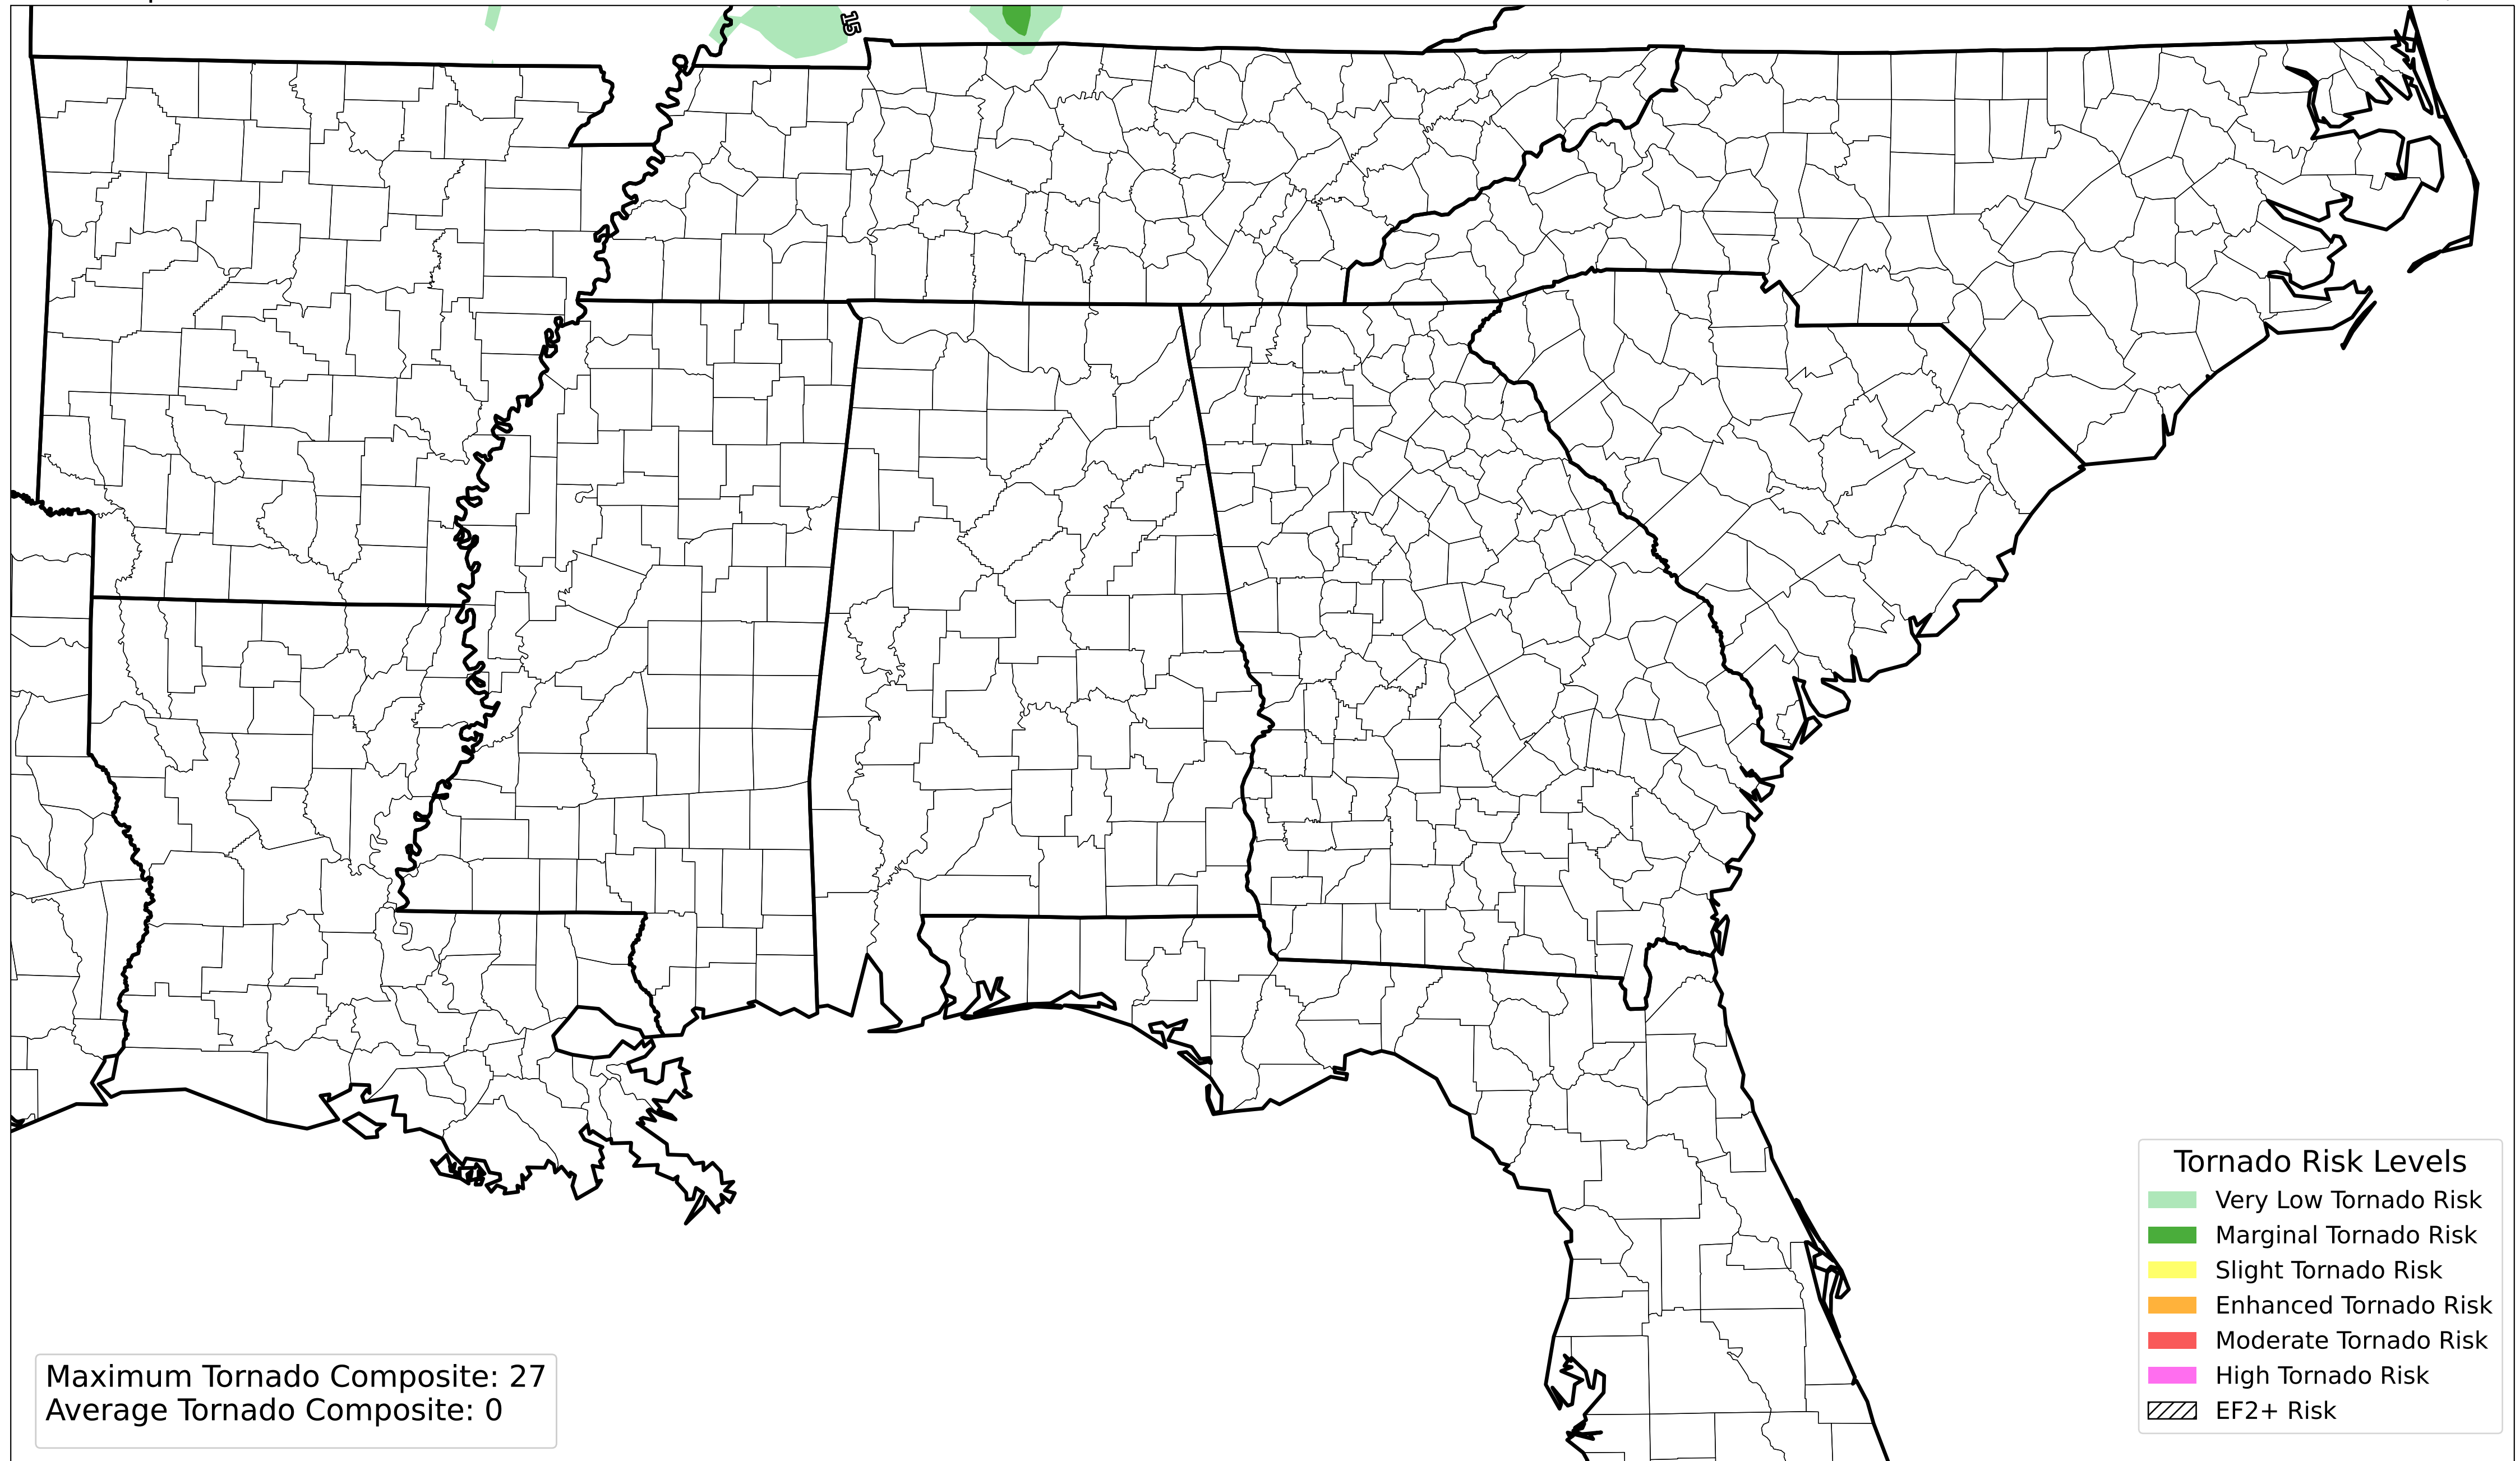 15
Tornado Risk Levels
Very Low Tornado Risk
Marginal Tornado Risk
Slight Tornado Risk
Enhanced Tornado Risk
Moderate Tornado Risk
High Tornado Risk
EF2+ Risk
Maximum Tornado Composite: 27
Average Tornado Composite: 0